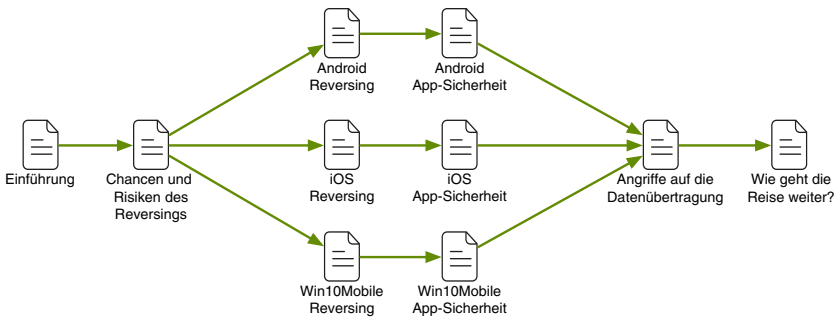 Android
Reversing
Android
App-Sicherheit
Einführung
Chancen und
Risiken des
Reversings
iOS
Reversing
iOS
App-Sicherheit
Angriffe auf die
Datenübertragung
Wie geht die
Reise weiter?
Win10Mobile
Reversing
Win10Mobile
App-Sicherheit